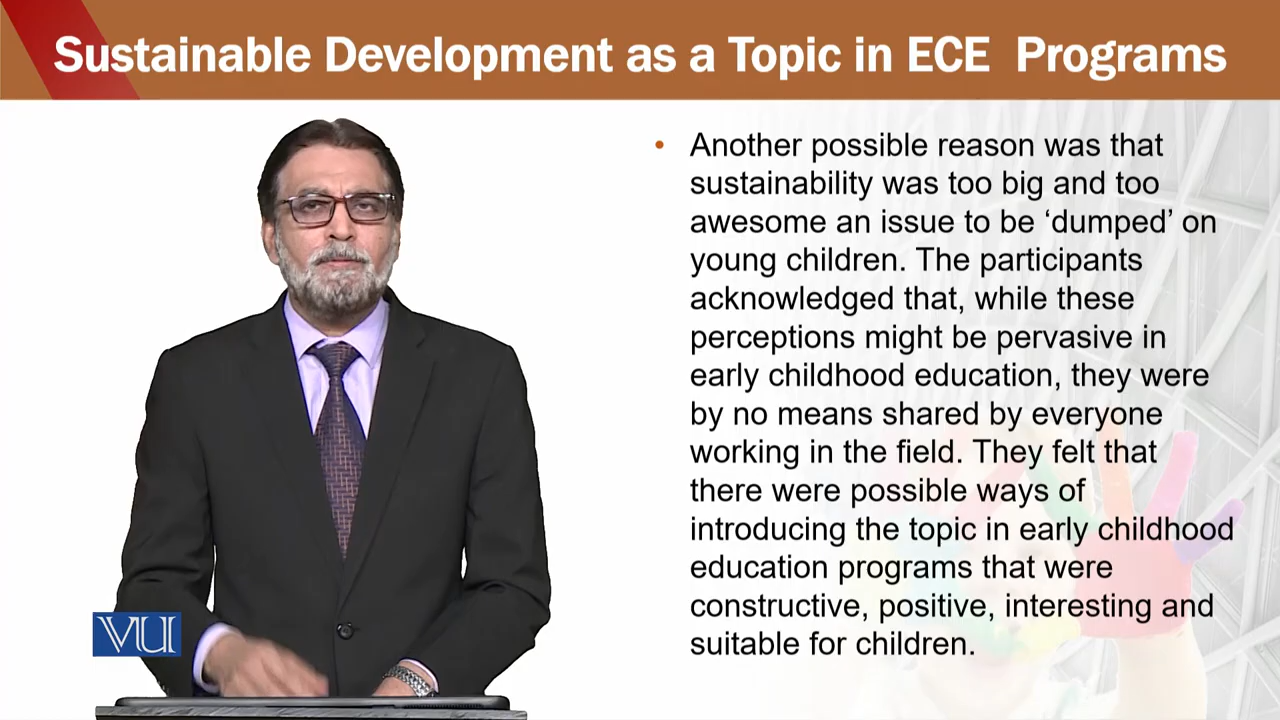 Sustainable Development as a Topic in ECE Programs
• Another possible reason was that
sustainability was too big and too
awesome an issue to be ‘dumped’ on
young children. The participants
acknowledged that, while these
perceptions might be pervasive in
early childhood education, they were
by no means shared by everyone
working in the field. They felt that
there were possible ways of
introducing the topic in early childhood
education programs that were
constructive, positive, interesting and
suitable for children.
VU